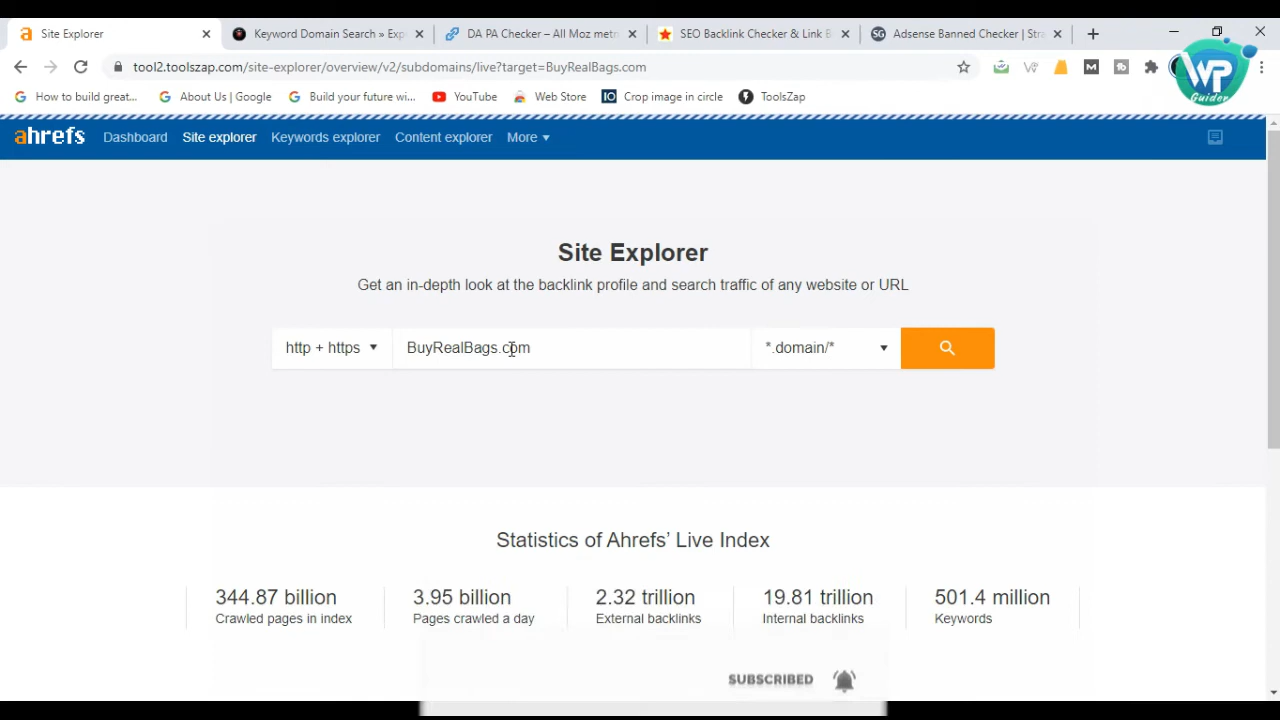 Site Explorer
Keyword Domain Search » Exp
DA PA Checker – All Moz metri
SEO Backlink Checker & Link B
Adsense Banned Checker | Stra
tool2.toolszap.com/site-explorer/overview/v2/subdomains/live?target=BuyRealBags.com
How to build great...
About Us | Google
Build your future wi...
YouTube
Web Store
Crop image in circle
ToolsZap
WP
Guider
ahrefs
Dashboard
Site explorer
Keywords explorer
Content explorer
More
Site Explorer
Get an in-depth look at the backlink profile and search traffic of any website or URL
http + https
BuyRealBags.com
*.domain/*
Statistics of Ahrefs’ Live Index
344.87 billion
3.95 billion
2.32 trillion
19.81 trillion
501.4 million
Crawled pages in index
Pages crawled a day
External backlinks
Internal backlinks
Keywords
SUBSCRIBED